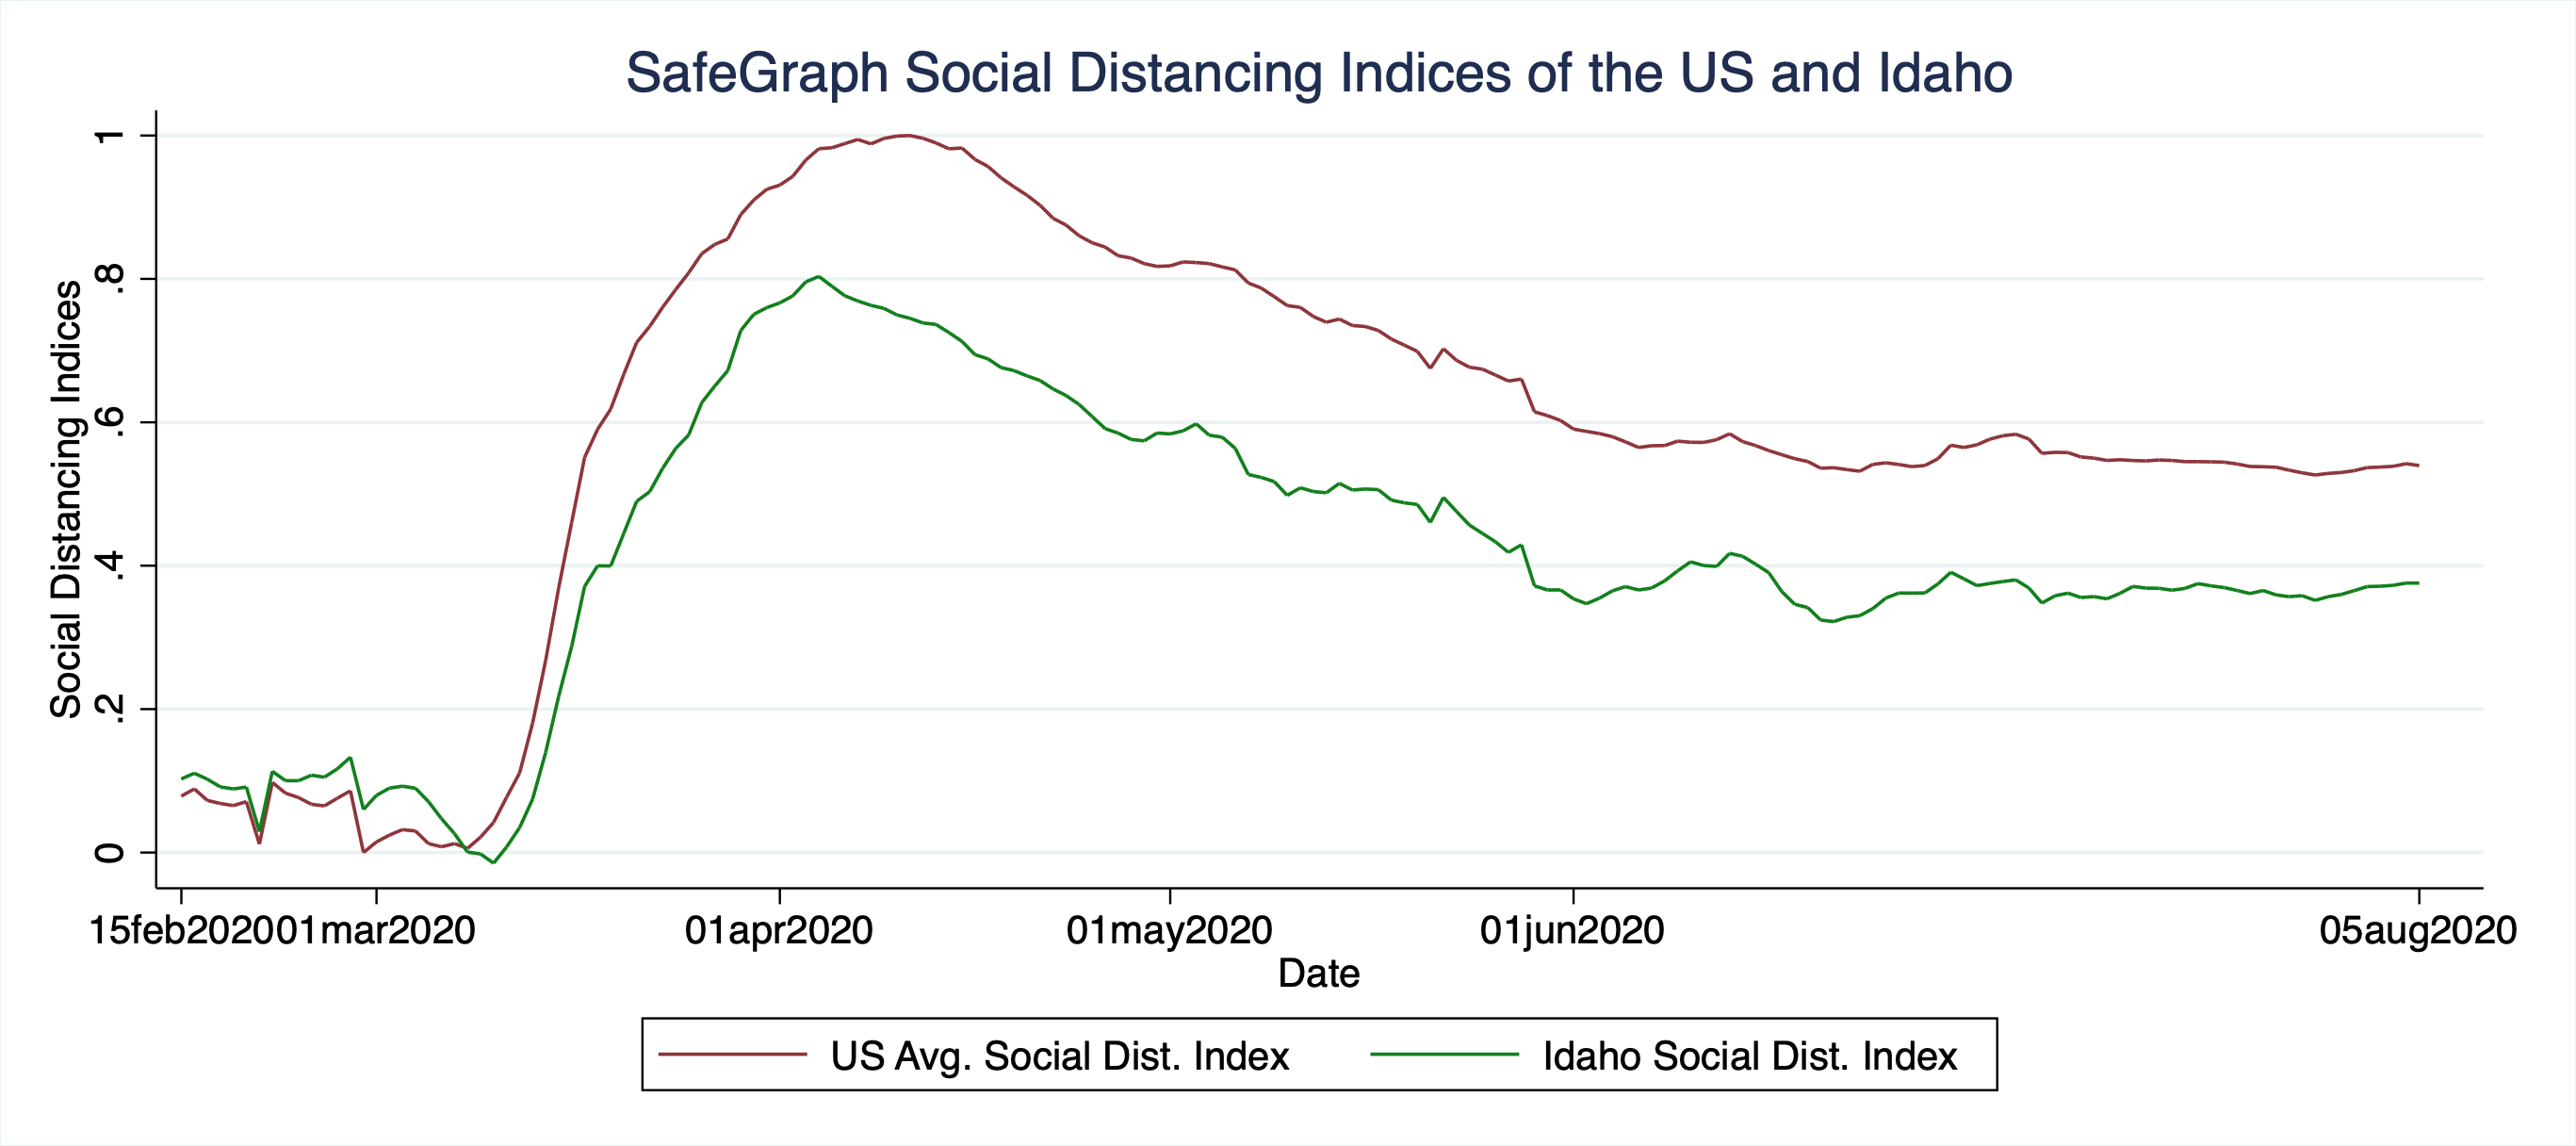 SafeGraph Social Distancing Indices of the US and Idaho
Social Distancing Indices
1
.8
.6
.4
.2
0
15feb2020
01mar2020
01apr2020
01may2020
01jun2020
05aug2020
Date
US Avg. Social Dist. Index
Idaho Social Dist. Index